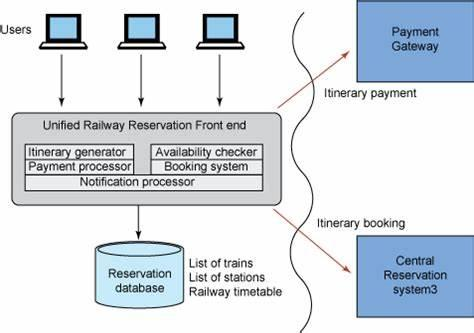 Users
Payment
Gateway
Itinerary payment
Unified Railway Reservation Front end
Itinerary generator
Availability checker
Payment processor
Booking system
Notification processor
Itinerary booking
Reservation
database
List of trains
List of stations
Railway timetable
Central
Reservation
system3